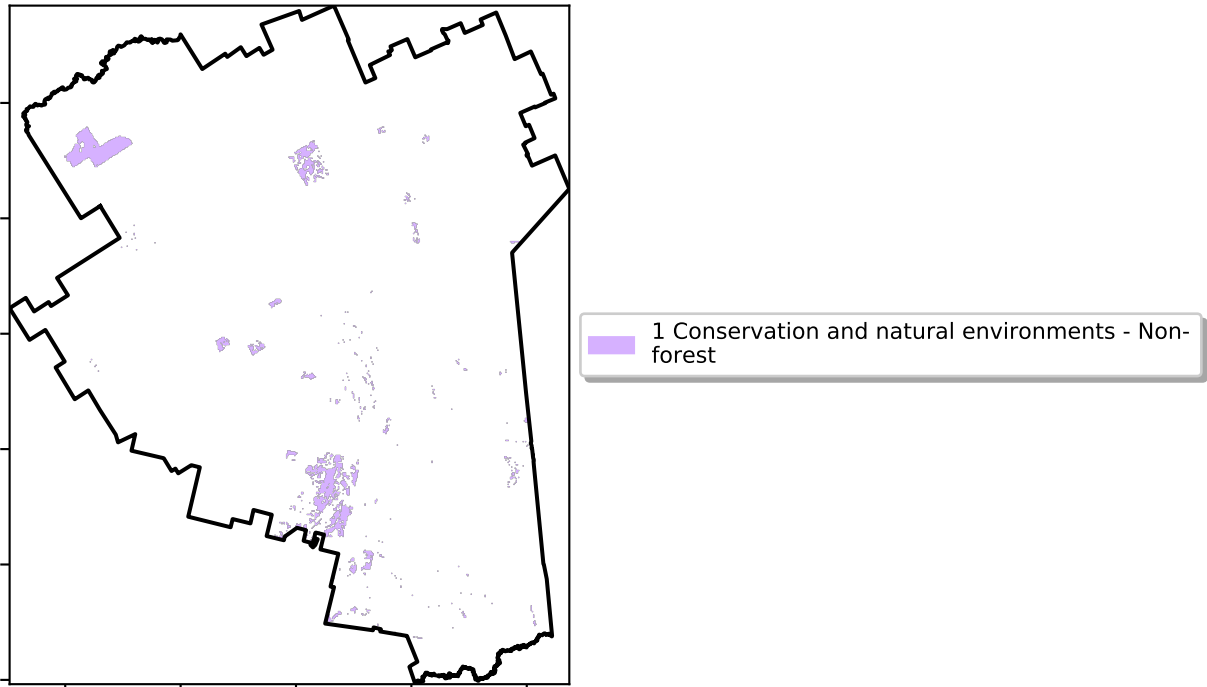 1 Conservation and natural environments - Non-
forest